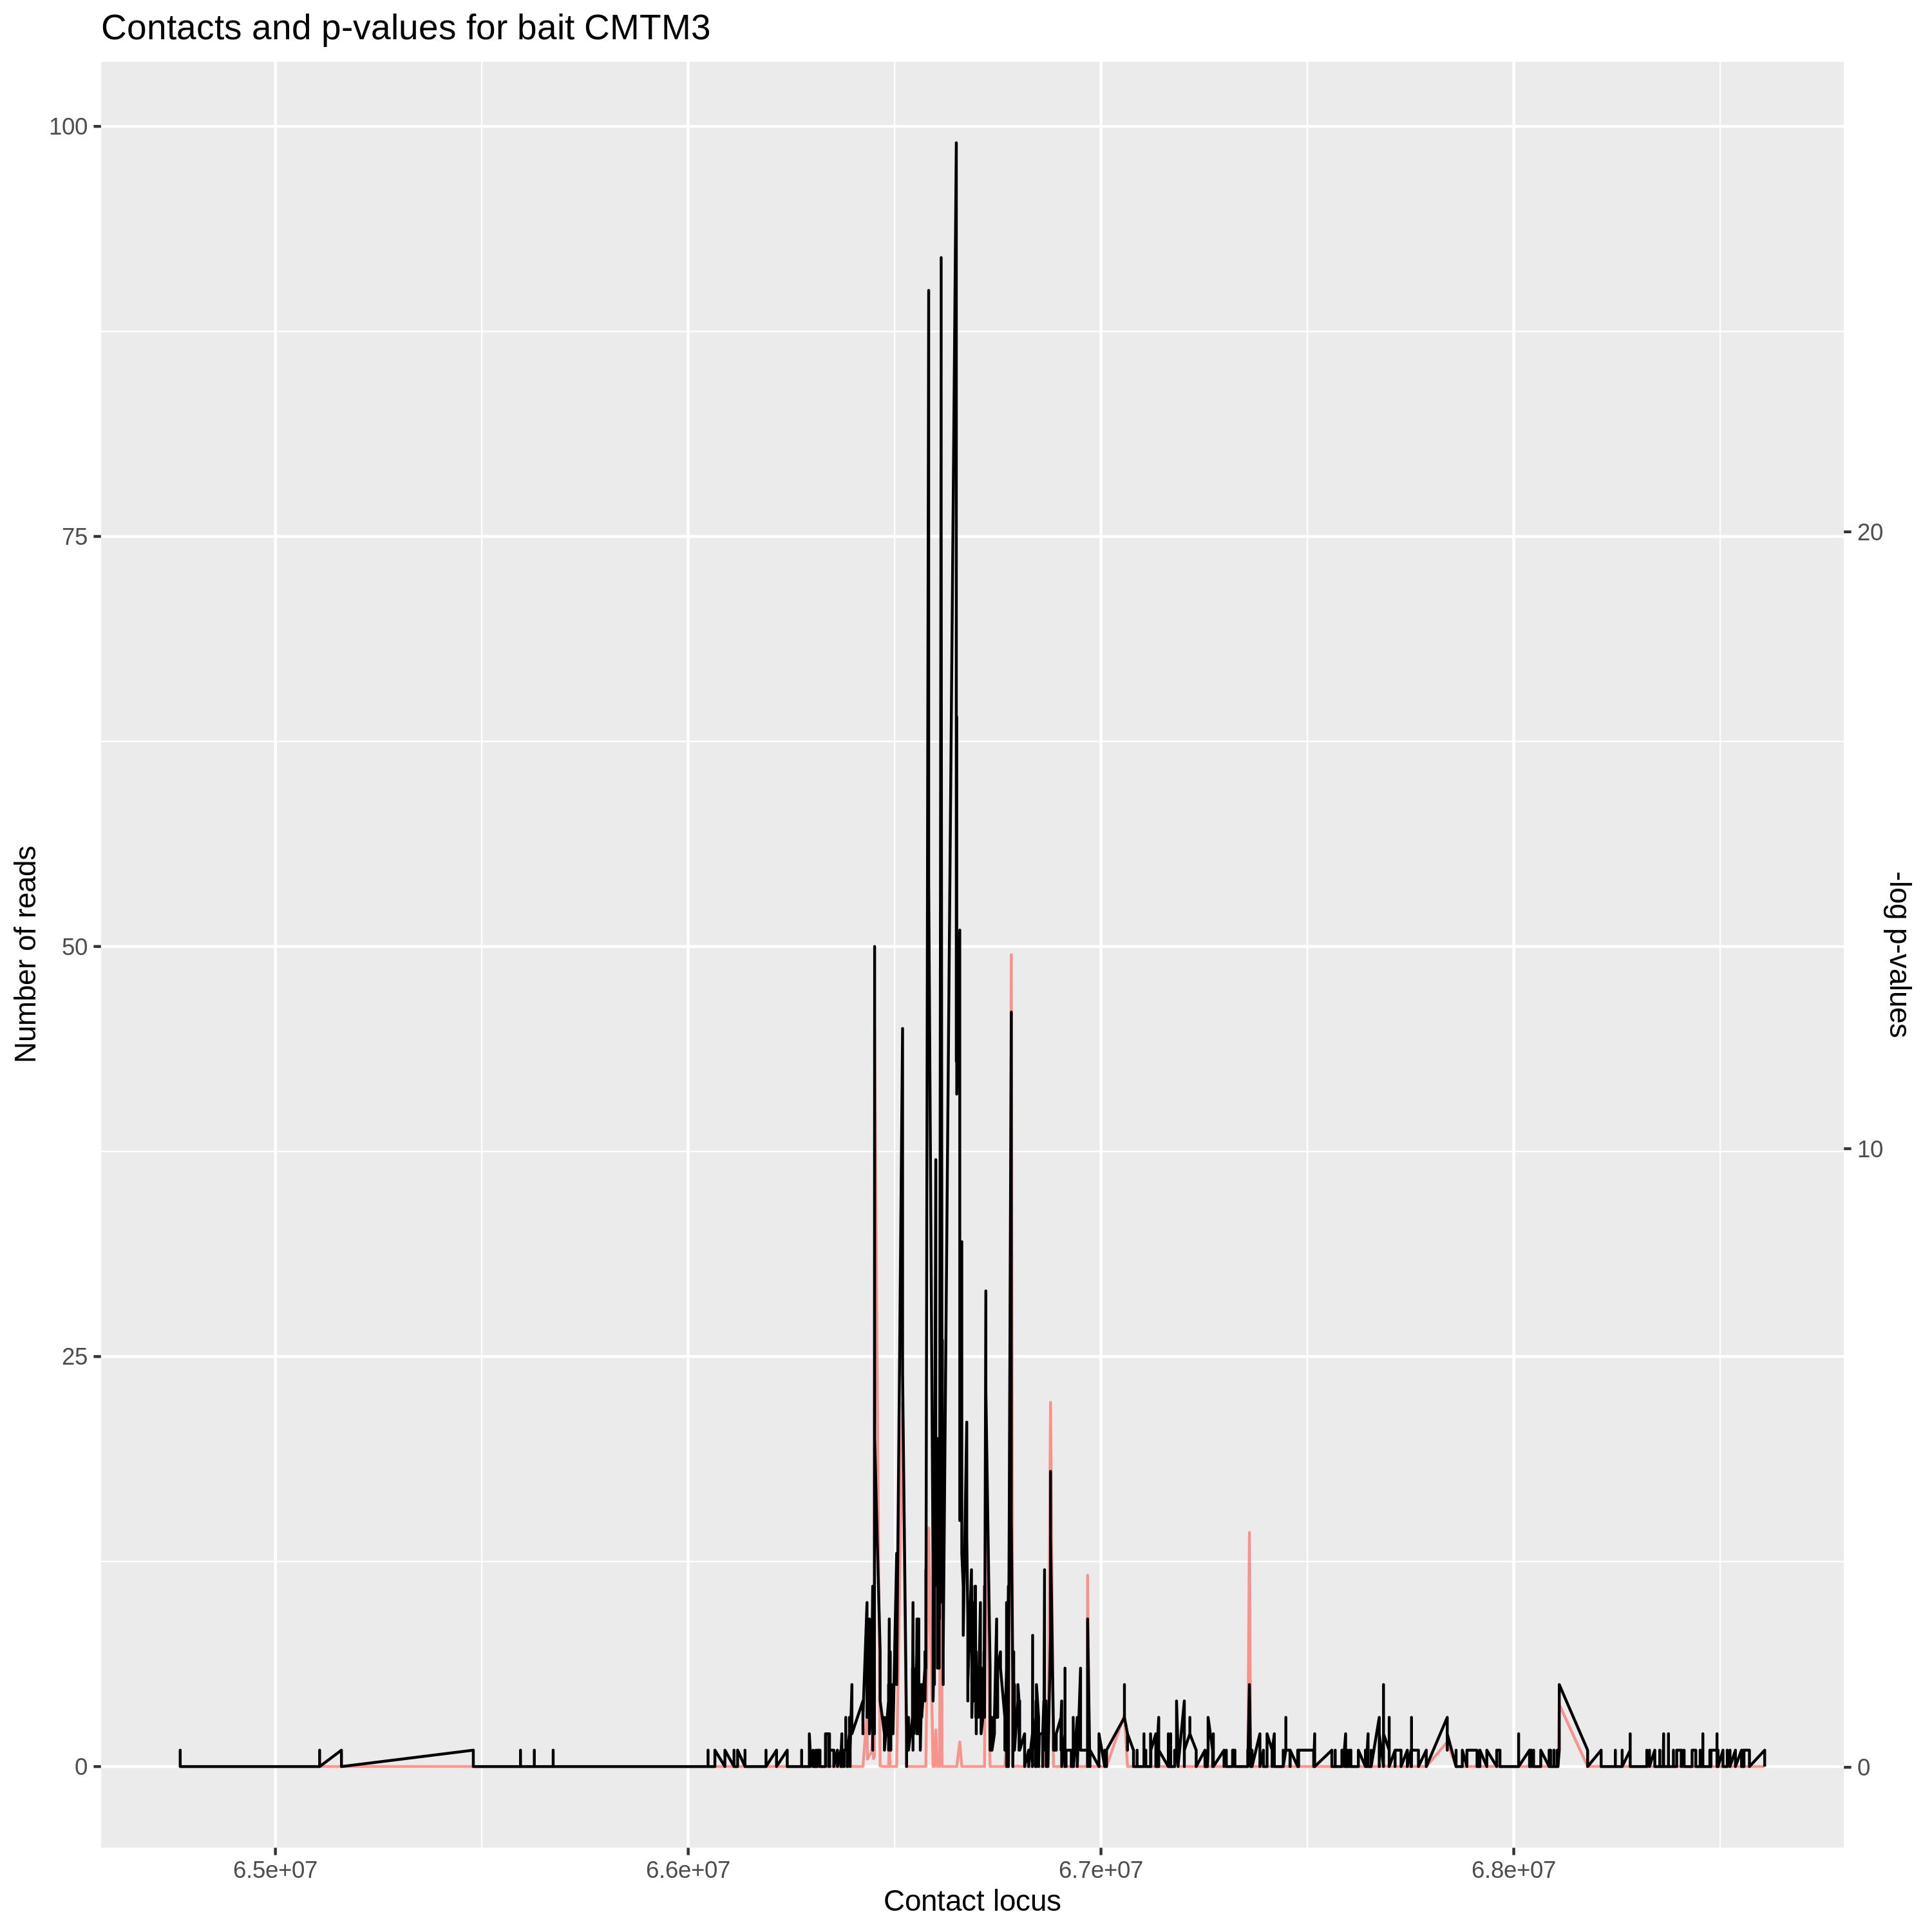 Contacts and p-values for bait CMTM3
100
75
50
25
0
Number of reads
20
10
0
-log p-values
6.5e+07
6.6e+07
6.7e+07
6.8e+07
Contact locus